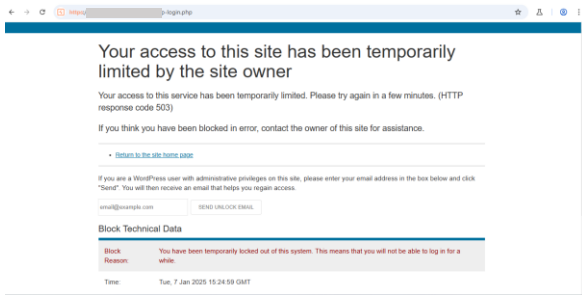 https:/
p-login.php
Your access to this site has been temporarily
limited by the site owner
Your access to this service has been temporarily limited. Please try again in a few minutes. (HTTP
response code 503)
If you think you have been blocked in error, contact the owner of this site for assistance.
Return to the site home page
If you are a WordPress user with administrative privileges on this site, please enter your email address in the box below and click
"Send". You will then receive an email that helps you regain access.
email@example.com SEND UNLOCK EMAIL
Block Technical Data
Block You have been temporarily locked out of this system. This means that you will not be able to log in for a
Reason: while.
Time: Tue, 7 Jan 2025 15:24:59 GMT